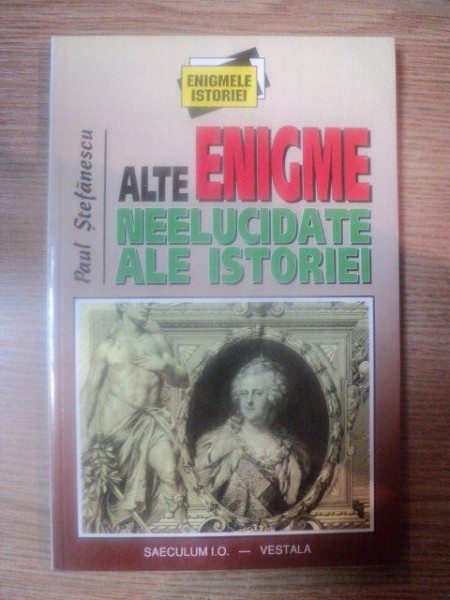 ENIGMELE
ISTORIEI
Paul Ștefănescu
ALTE ENIGME
NEELUCIDATE
ALE ISTORIEI
SAECULUM I.O. — VESTALA